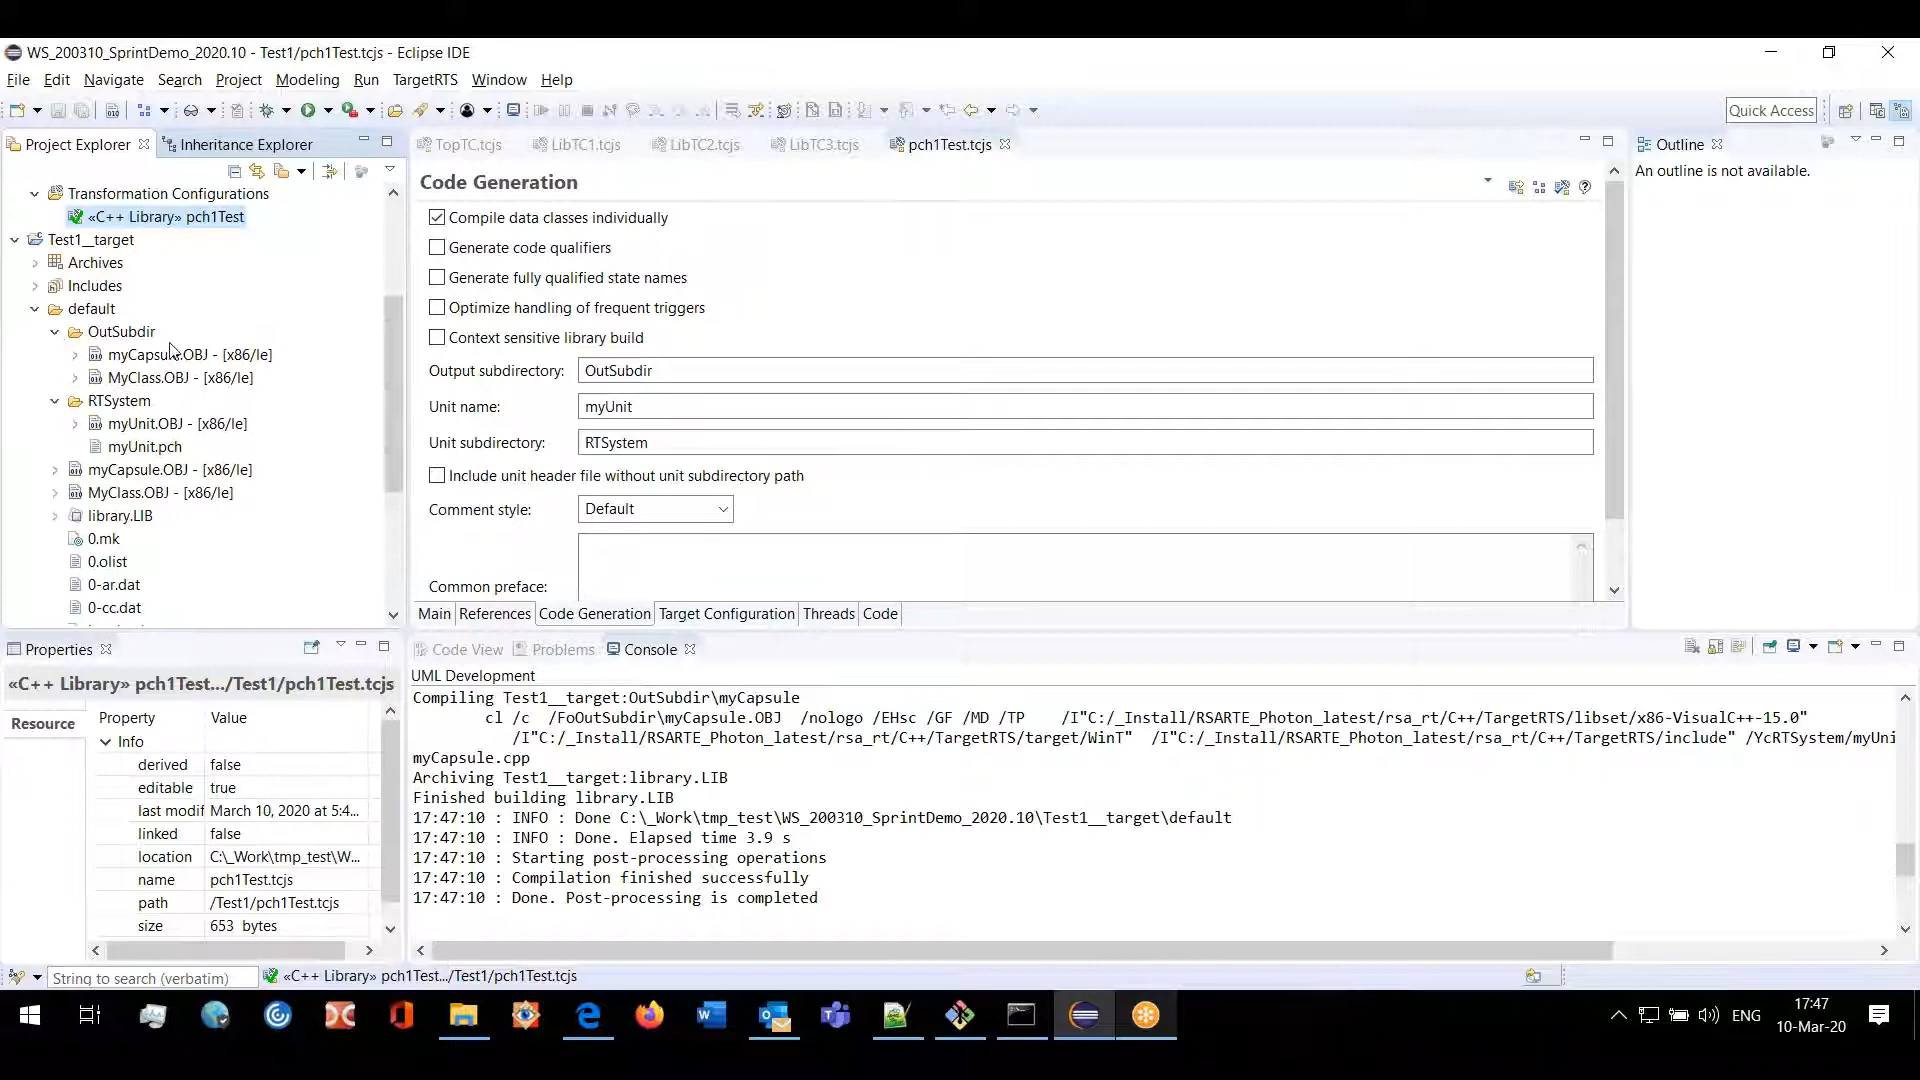 WS_200310_SprintDemo_2020.10 - Test1/pch1Test.tcjs - Eclipse IDE
File Edit Navigate Search Project Modeling Run TargetRTS Window Help
Quick Access
Project Explorer
Inheritance Explorer
Transformation Configurations
«C++ Library» pch1Test
Test1__target
Archives
Includes
default
OutSubdir
myCapsule.OBJ - [x86/le]
MyClass.OBJ - [x86/le]
RTSystem
myUnit.OBJ - [x86/le]
myUnit.pch
myCapsule.OBJ - [x86/le]
MyClass.OBJ - [x86/le]
library.LIB
0.mk
0.olist
0-ar.dat
0-cc.dat
TopTC.tcjs LibTC1.tcjs LibTC2.tcjs LibTC3.tcjs pch1Test.tcjs
Code Generation
Compile data classes individually
Generate code qualifiers
Generate fully qualified state names
Optimize handling of frequent triggers
Context sensitive library build
Output subdirectory: OutSubdir
Unit name: myUnit
Unit subdirectory: RTSystem
Include unit header file without unit subdirectory path
Comment style: Default
Common preface:
Main References Code Generation Target Configuration Threads Code
Outline
An outline is not available.
Properties
«C++ Library» pch1Test.../Test1/pch1Test.tcjs
Resource
Property Value
Info
derived false
editable true
last modif March 10, 2020 at 5:4...
linked false
location C:\_Work\tmp_test\W...
name pch1Test.tcjs
path /Test1/pch1Test.tcjs
size 653 bytes
Code View Problems Console
UML Development
Compiling Test1__target:OutSubdir\myCapsule
cl /c /FoOutSubdir\myCapsule.OBJ /nologo /EHsc /GF /MD /TP /I"C:/_Install/RSARTE_Photon_latest/rsa_rt/C++/TargetRTS/libset/x86-VisualC++-15.0"
/I"C:/_Install/RSARTE_Photon_latest/rsa_rt/C++/TargetRTS/target/WinT" /I"C:/_Install/RSARTE_Photon_latest/rsa_rt/C++/TargetRTS/include" /YcRTSystem/myUni
myCapsule.cpp
Archiving Test1__target:library.LIB
Finished building library.LIB
17:47:10 : INFO : Done C:\_Work\tmp_test\WS_200310_SprintDemo_2020.10\Test1__target\default
17:47:10 : INFO : Done. Elapsed time 3.9 s
17:47:10 : Starting post-processing operations
17:47:10 : Compilation finished successfully
17:47:10 : Done. Post-processing is completed
String to search (verbatim)
«C++ Library» pch1Test.../Test1/pch1Test.tcjs
ENG
17:47
10-Mar-20